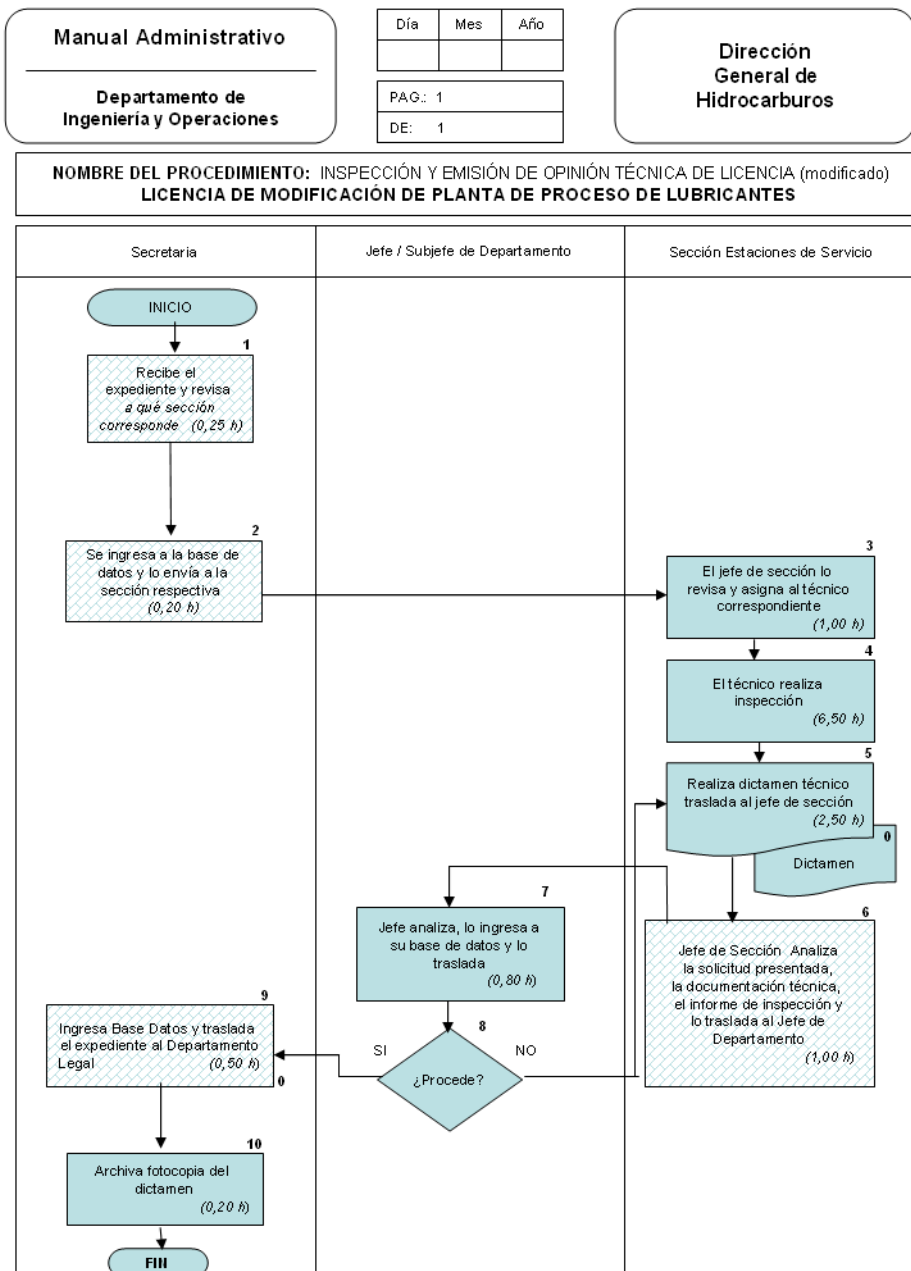 Manual Administrativo
Departamento de
Ingeniería y Operaciones
Día Mes Año
PAG.: 1
DE: 1
Dirección
General de
Hidrocarburos
NOMBRE DEL PROCEDIMIENTO: INSPECCIÓN Y EMISIÓN DE OPINIÓN TÉCNICA DE LICENCIA (modificado)
LICENCIA DE MODIFICACIÓN DE PLANTA DE PROCESO DE LUBRICANTES
Secretaria
Jefe / Subjefe de Departamento
Sección Estaciones de Servicio
INICIO
1
Recibe el
expediente y revisa
a qué sección
corresponde (0,25 h)
2
Se ingresa a la base de
datos y lo envía a la
sección respectiva
(0,20 h)
3
El jefe de sección lo
revisa y asigna al técnico
correspondiente
(1,00 h)
4
El técnico realiza
inspección
(6,50 h)
5
Realiza dictamen técnico
traslada al jefe de sección
(2,50 h)
0
Dictamen
6
Jefe de Sección Analiza
la solicitud presentada,
la documentación técnica,
el informe de inspección y
lo traslada al Jefe de
Departamento
(1,00 h)
7
Jefe analiza, lo ingresa a
su base de datos y lo
traslada
(0,80 h)
8
SI
NO
¿Procede?
9
Ingresa Base Datos y traslada
el expediente al Departamento
Legal (0,50 h)
0
10
Archiva fotocopia del
dictamen
(0,20 h)
FIN